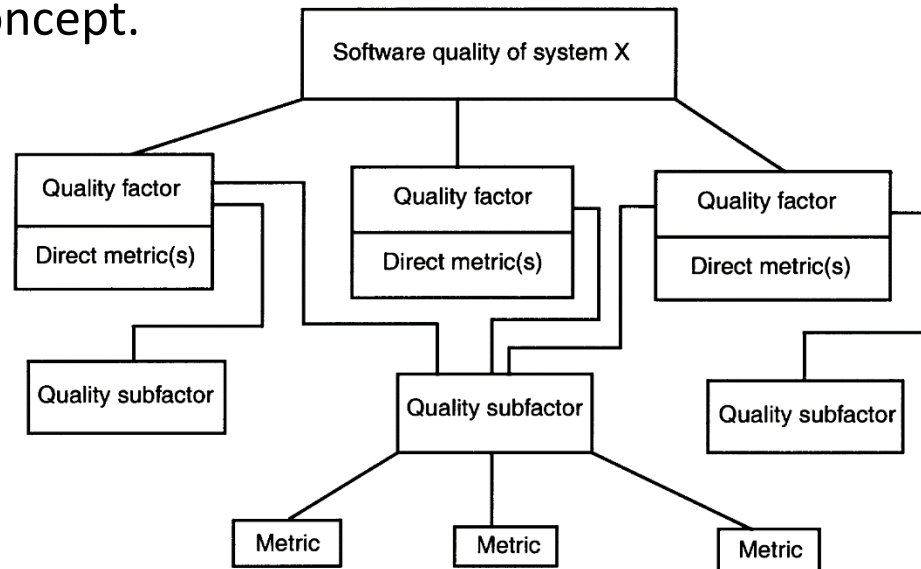 oncept.
Software quality of system X
Quality factor
Direct metric(s)
Quality factor
Direct metric(s)
Quality factor
Direct metric(s)
Quality subfactor
Quality subfactor
Quality subfactor
Metric
Metric
Metric